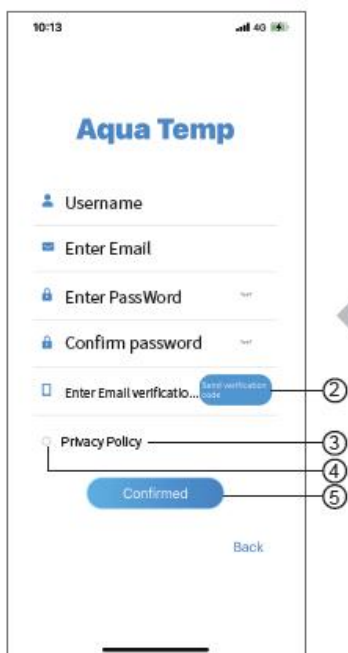 10:13 4G
Aqua Temp
Username
Enter Email
Enter PassWord
Confirm password
Enter Email verificatio... Send verification code
②
Privacy Policy ③
④
Confirmed ⑤
Back